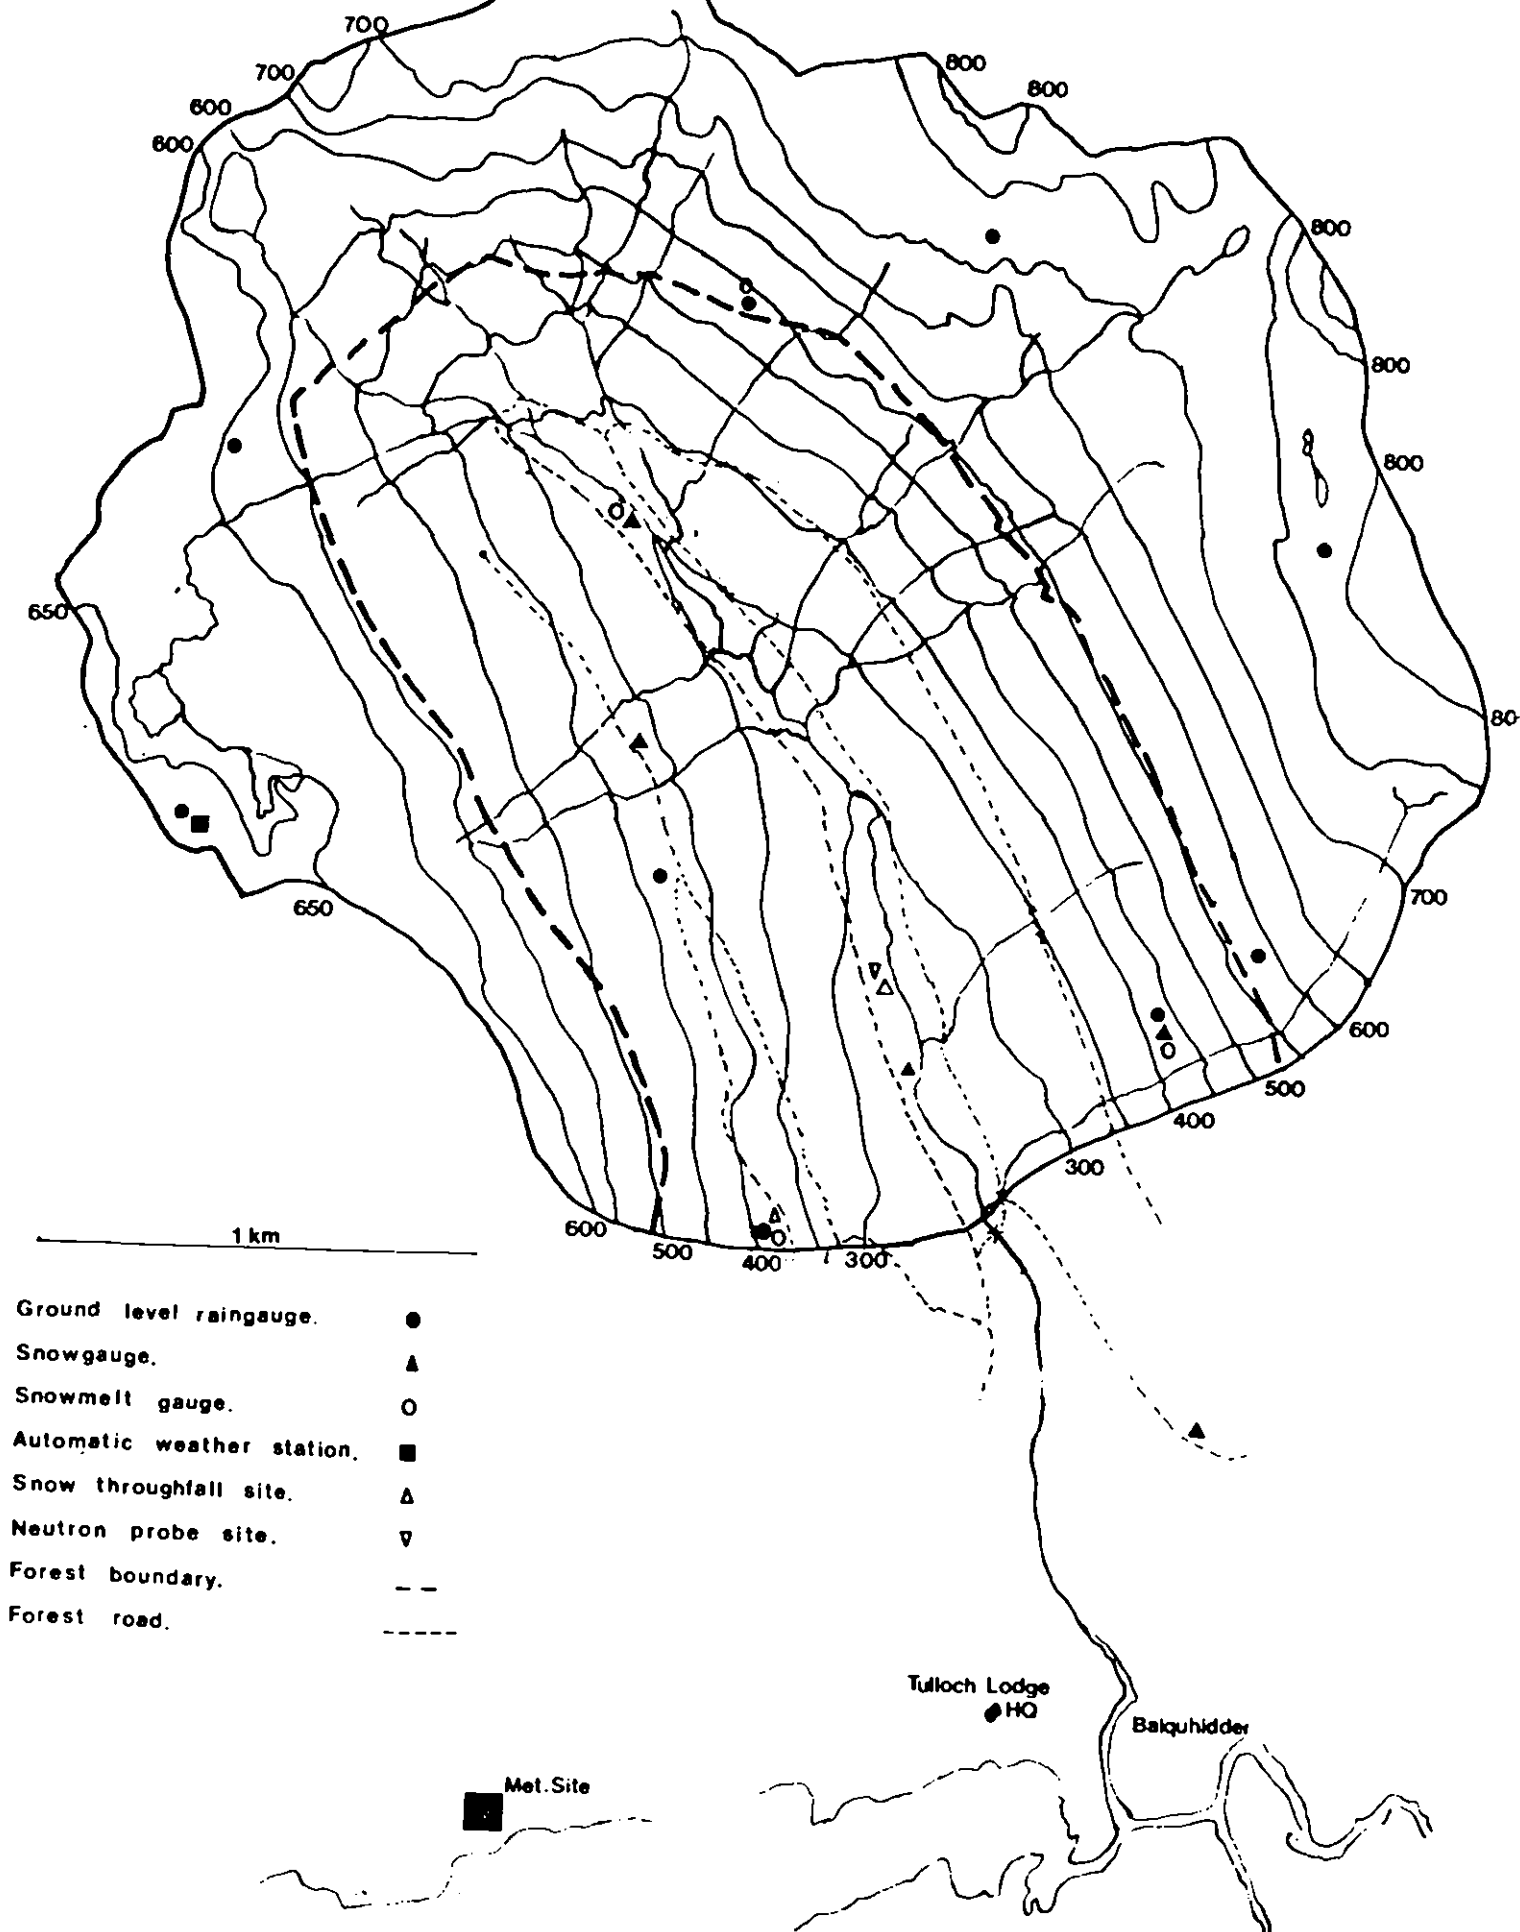 700
800
700
800
600
600
800
800
800
650
80
700
650
600
500
400
300
1 km
600
500
400
300
Ground level raingauge.
Snowgauge.
Snowmelt gauge.
Automatic weather station.
Snow throughfall site.
Neutron probe site.
Forest boundary.
Forest road.
Tulloch Lodge
HQ
Balquhidder
Met. Site